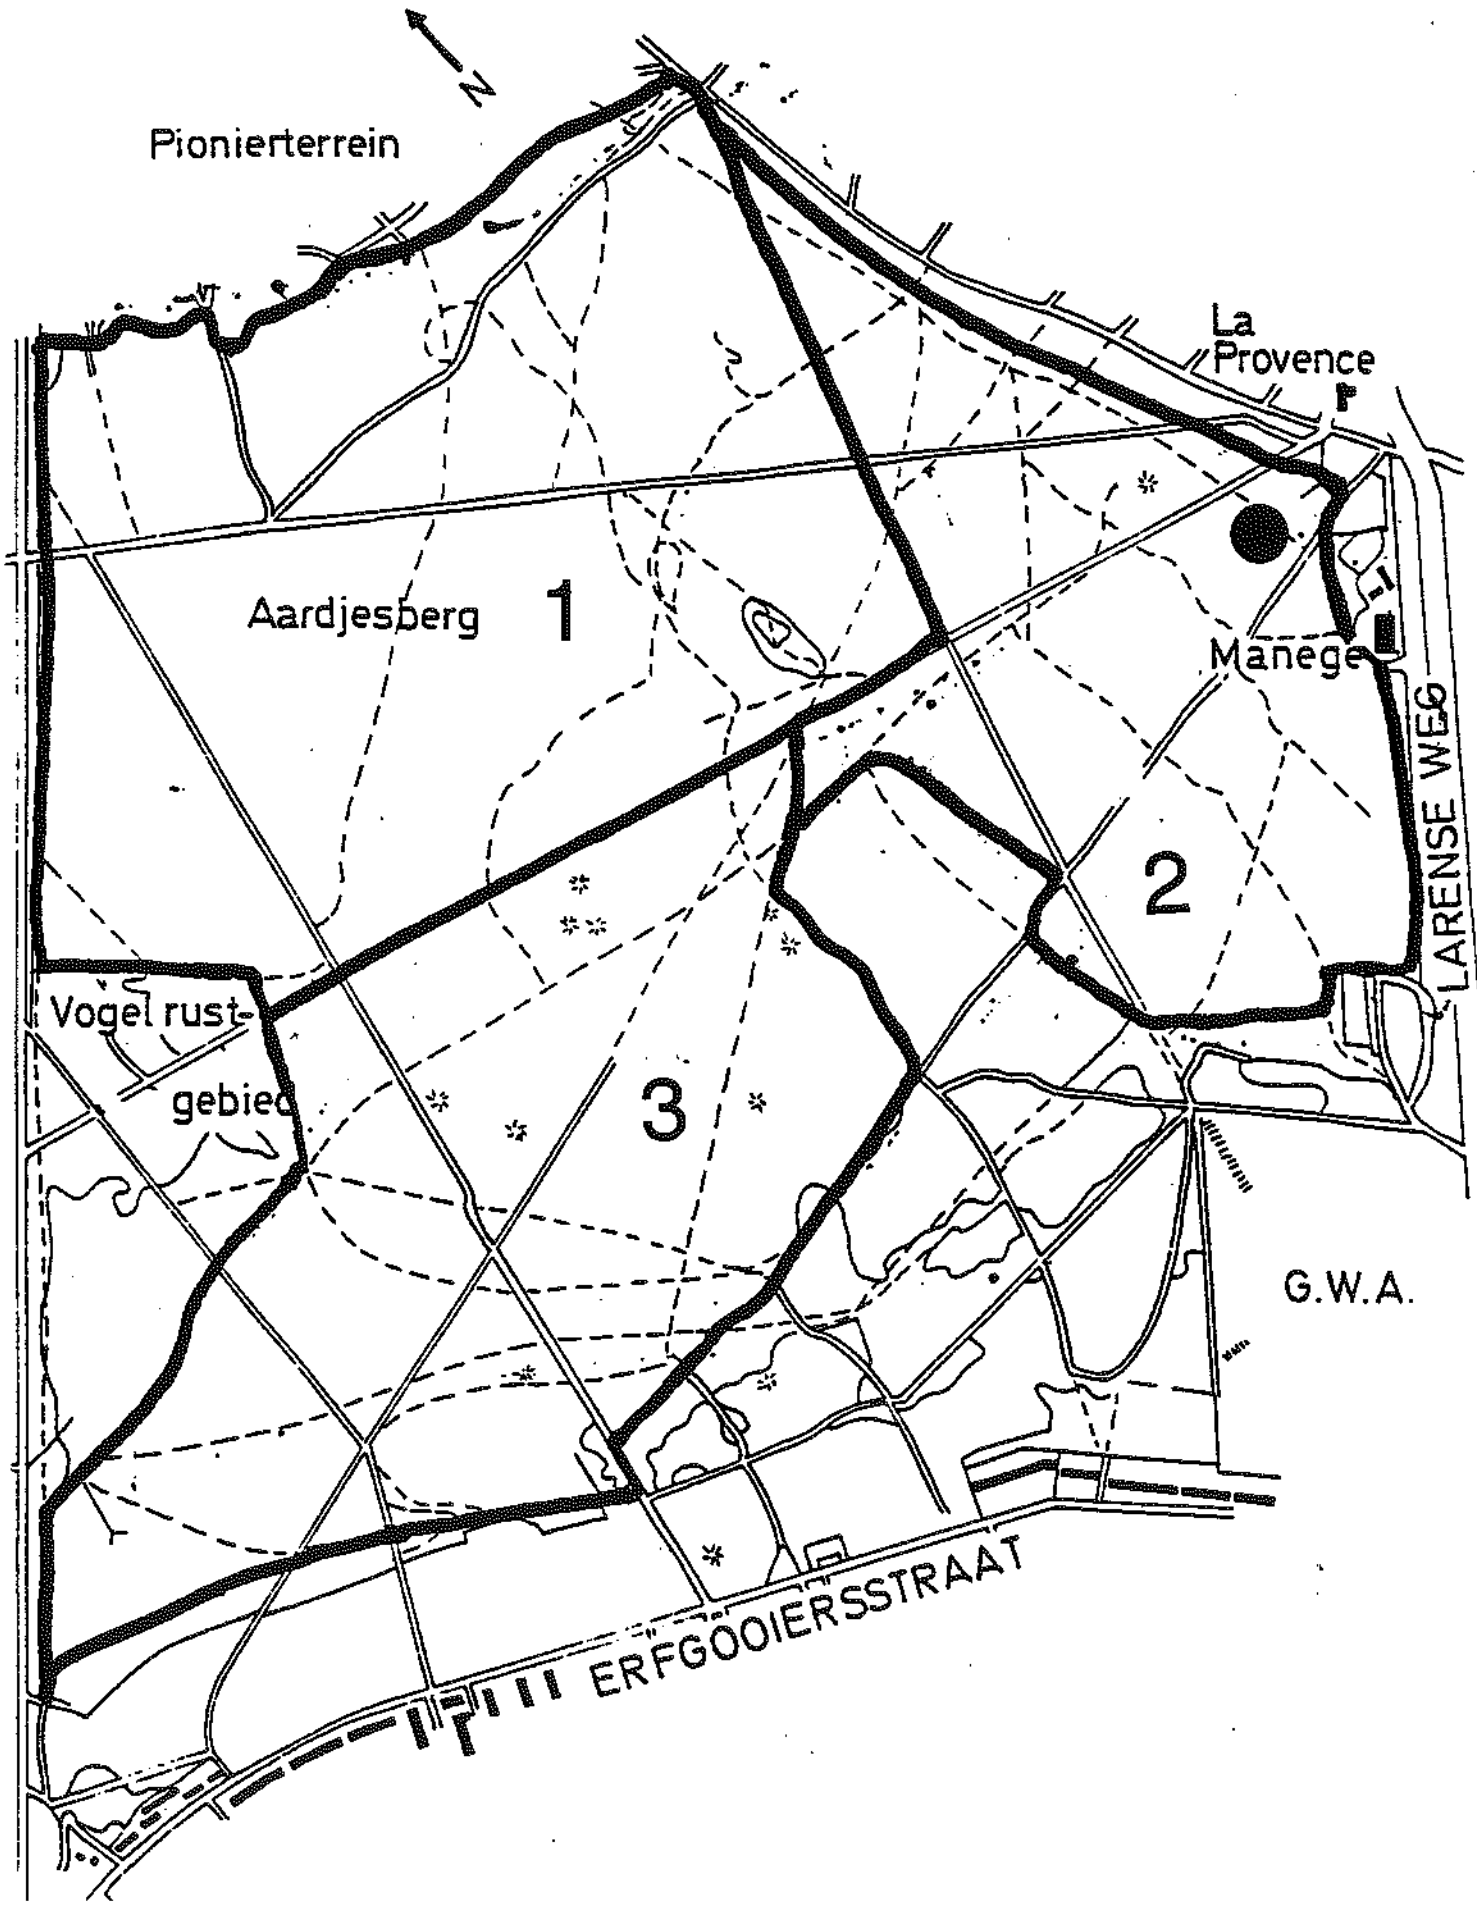 N
Pionierterrein
La
Provence
Aardjesberg
1
Manege
LARENSE WEG
2
Vogel rust-
gebied
3
G.W.A.
ERFGOOIERSSTRAAT